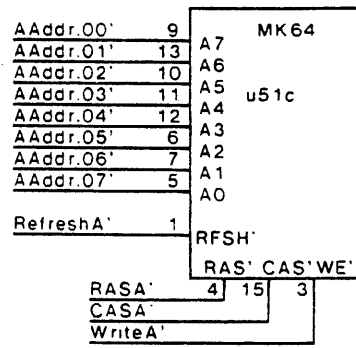 AAddr.00' 9 A7 MK64
AAddr.01' 13 A6
AAddr.02' 10 A5 u51c
AAddr.03' 11 A4
AAddr.04' 12 A3
AAddr.05' 6 A2
AAddr.06' 7 A1
AAddr.07' 5 A0
RefreshA' 1 RFSH'
RAS' CAS' WE'
RASA' 4 15 3
CASA'
WriteA'